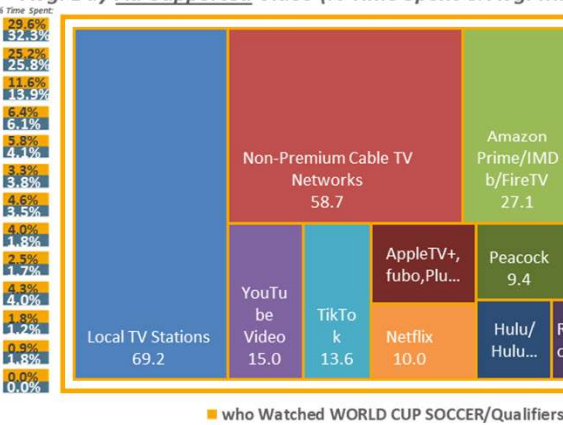 % Time Spent:
29.6%
32.3%
25.2%
25.8%
11.6%
13.9%
6.4%
6.1%
5.8%
4.1%
3.3%
3.8%
4.6%
3.5%
4.0%
1.8%
2.5%
1.7%
4.3%
4.0%
1.8%
1.2%
0.9%
1.8%
0.0%
0.0%
Local TV Stations
69.2
Non-Premium Cable TV
Networks
58.7
Amazon
Prime/IMD
b/FireTV
27.1
YouTu
be
Video
15.0
TikTo
k
13.6
AppleTV+,
fubo,Plu...
Netflix
10.0
Peacock
9.4
Hulu/
Hulu...
who Watched WORLD CUP SOCCER/Qualifiers